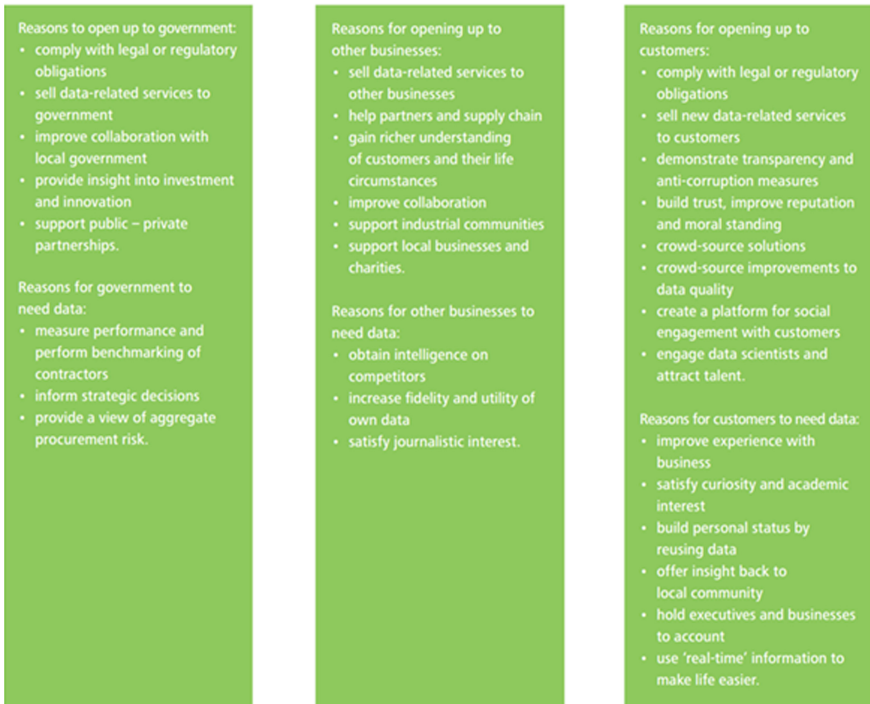 Reasons to open up to government:
• comply with legal or regulatory
obligations
• sell data-related services to
government
• improve collaboration with
local government
• provide insight into investment
and innovation
• support public – private
partnerships.
Reasons for government to
need data:
• measure performance and
perform benchmarking of
contractors
• inform strategic decisions
• provide a view of aggregate
procurement risk.
Reasons for opening up to
other businesses:
• sell data-related services to
other businesses
• help partners and supply chain
• gain richer understanding
of customers and their life
circumstances
• improve collaboration
• support industrial communities
• support local businesses and
charities.
Reasons for other businesses to
need data:
• obtain intelligence on
competitors
• increase fidelity and utility of
own data
• satisfy journalistic interest.
Reasons for opening up to
customers:
• comply with legal or regulatory
obligations
• sell new data-related services
to customers
• demonstrate transparency and
anti-corruption measures
• build trust, improve reputation
and moral standing
• crowd-source solutions
• crowd-source improvements to
data quality
• create a platform for social
engagement with customers
• engage data scientists and
attract talent.
Reasons for customers to need data:
• improve experience with
business
• satisfy curiosity and academic
interest
• build personal status by
reusing data
• offer insight back to
local community
• hold executives and businesses
to account
• use ‘real-time’ information to
make life easier.